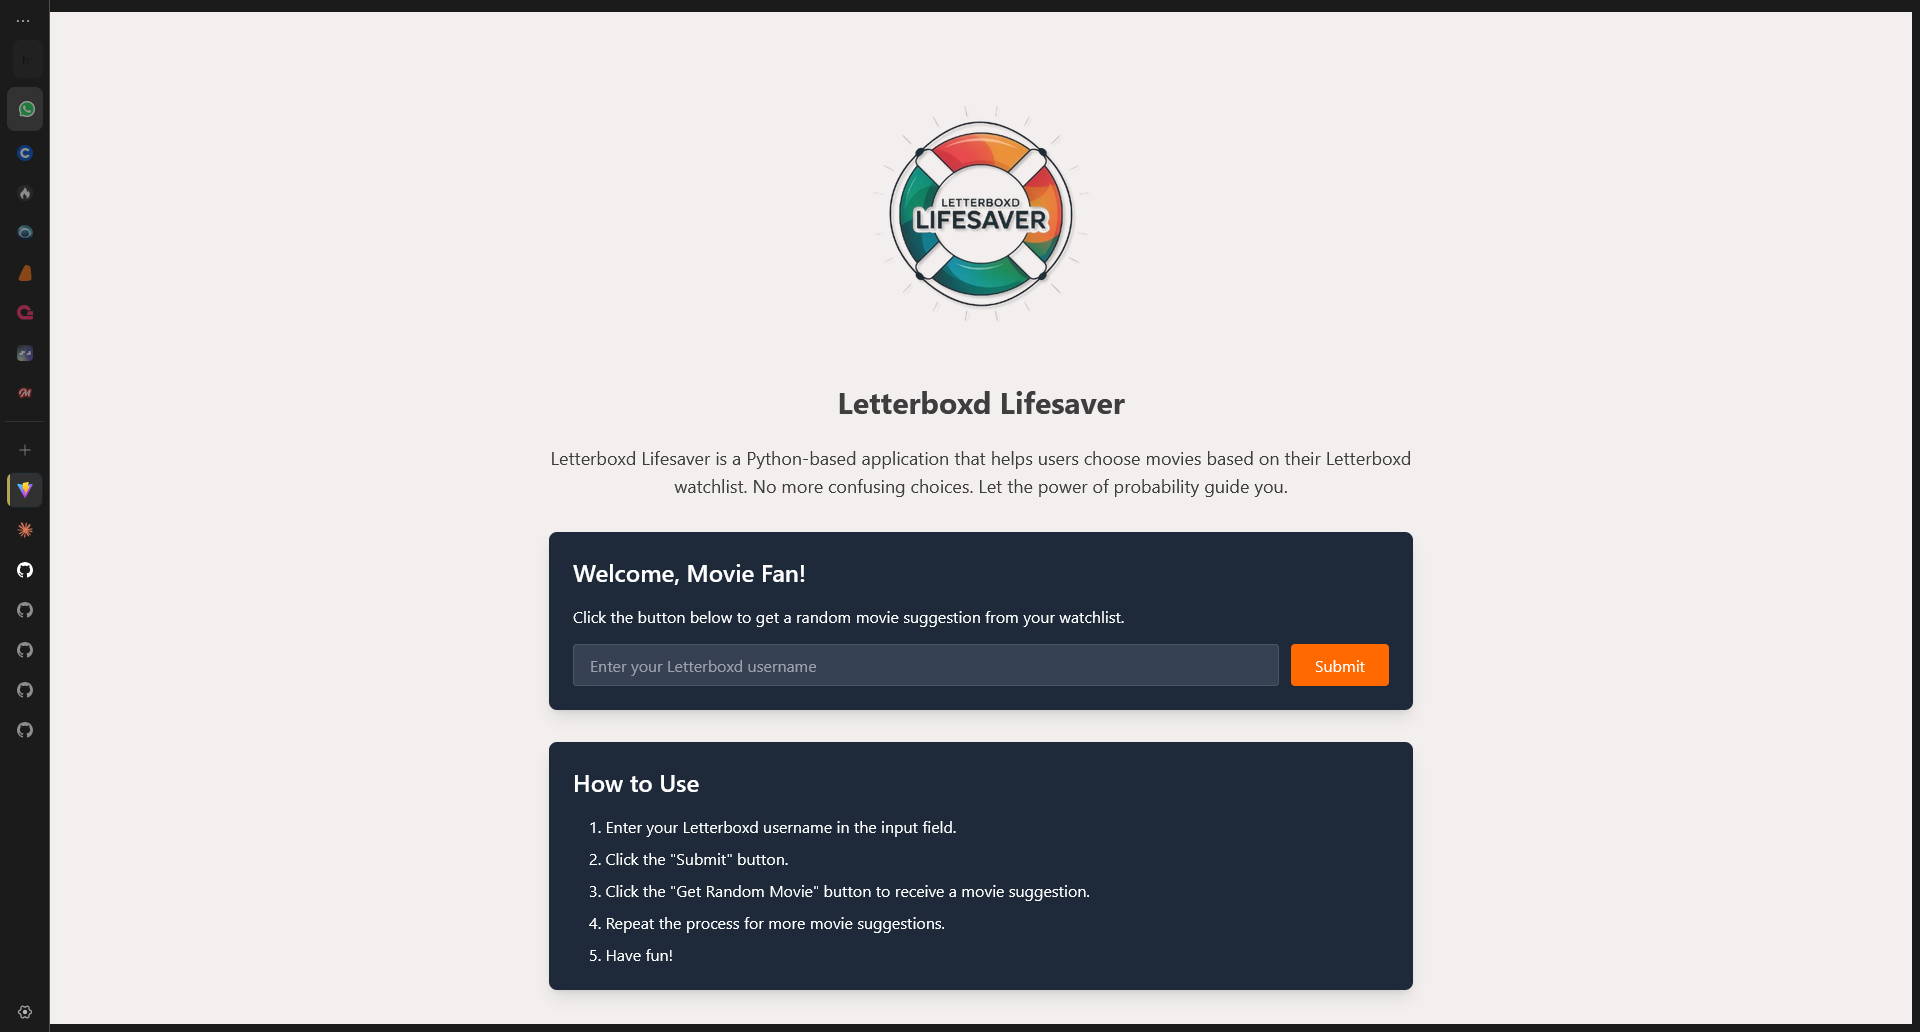 LETTERBOXD
LIFESAVER
Letterboxd Lifesaver
Letterboxd Lifesaver is a Python-based application that helps users choose movies based on their Letterboxd
watchlist. No more confusing choices. Let the power of probability guide you.
Welcome, Movie Fan!
Click the button below to get a random movie suggestion from your watchlist.
Enter your Letterboxd username
Submit
How to Use
1. Enter your Letterboxd username in the input field.
2. Click the "Submit" button.
3. Click the "Get Random Movie" button to receive a movie suggestion.
4. Repeat the process for more movie suggestions.
5. Have fun!